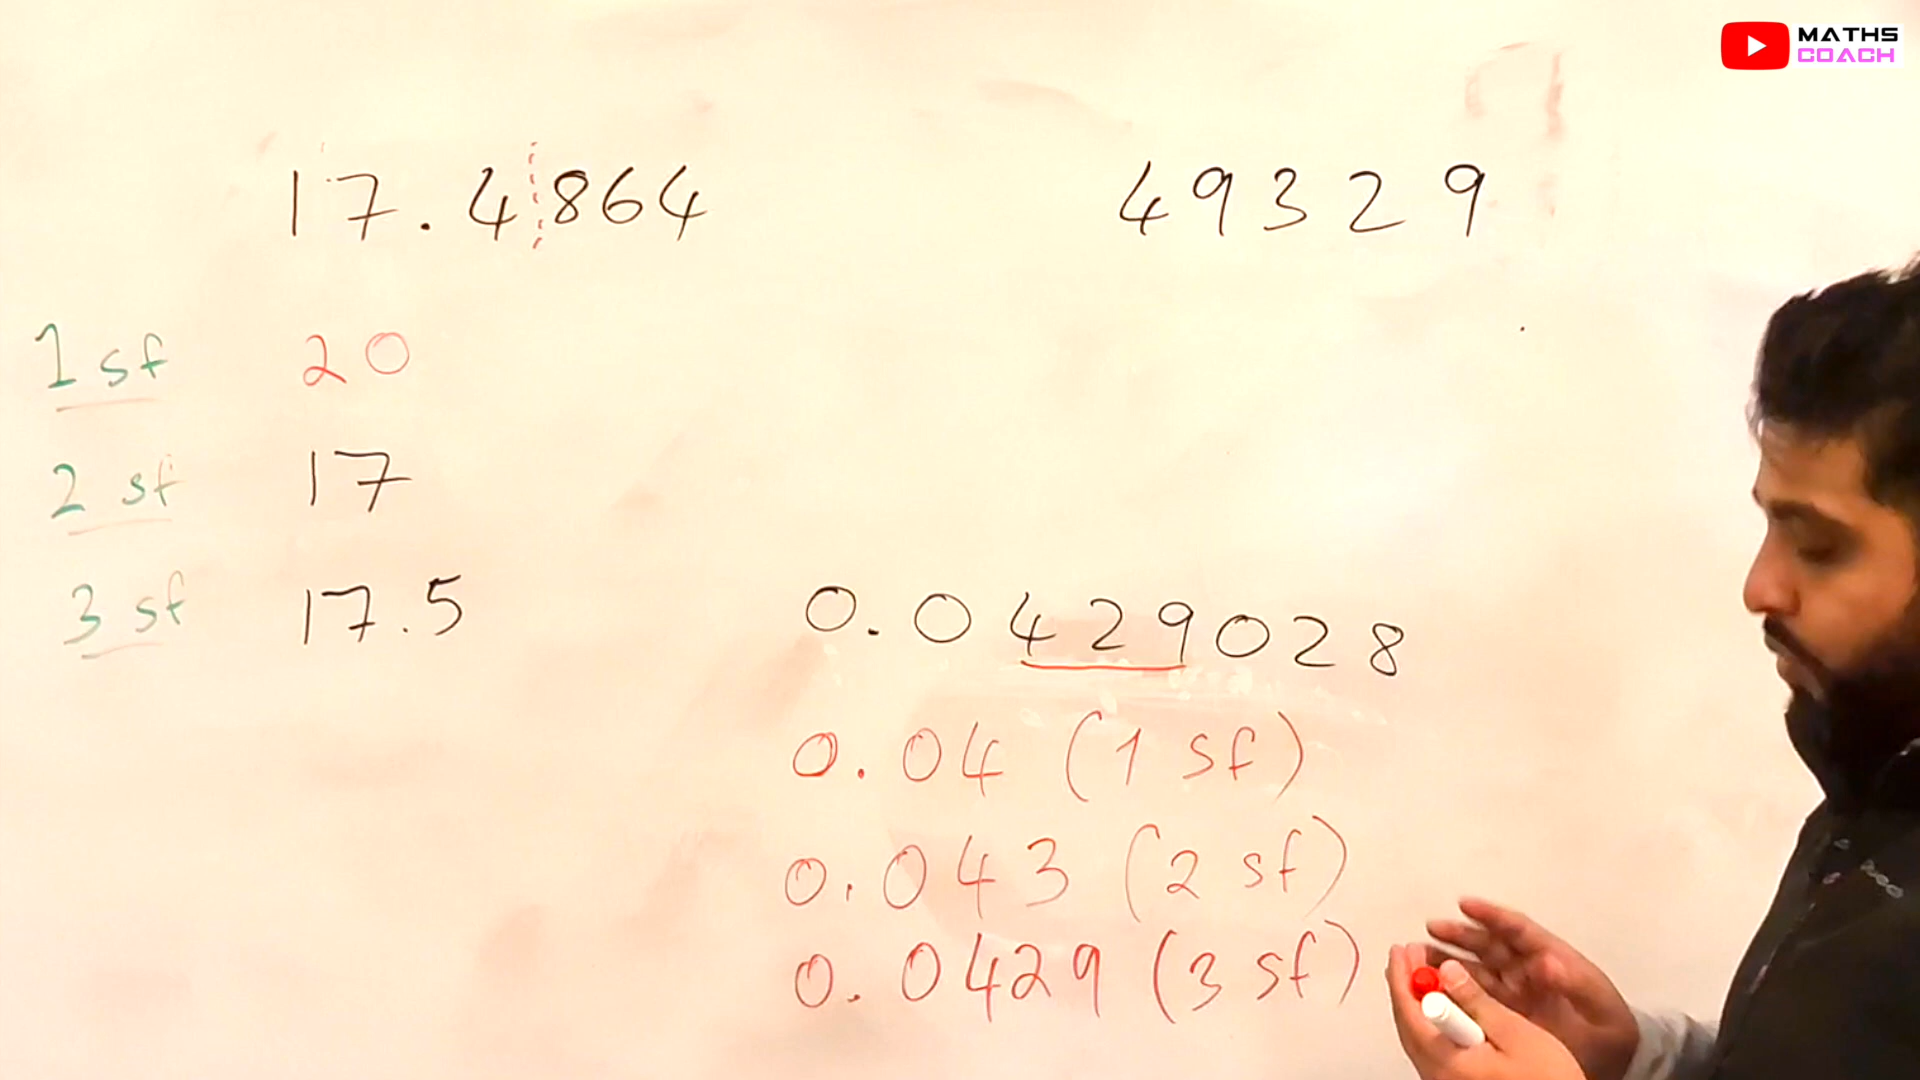 MATHS
COACH
17.4864
49329
1 sf 20
2 sf 17
3 sf 17.5
0.0429028
0.04 (1 sf)
0.043 (2 sf)
0.0429 (3 sf)